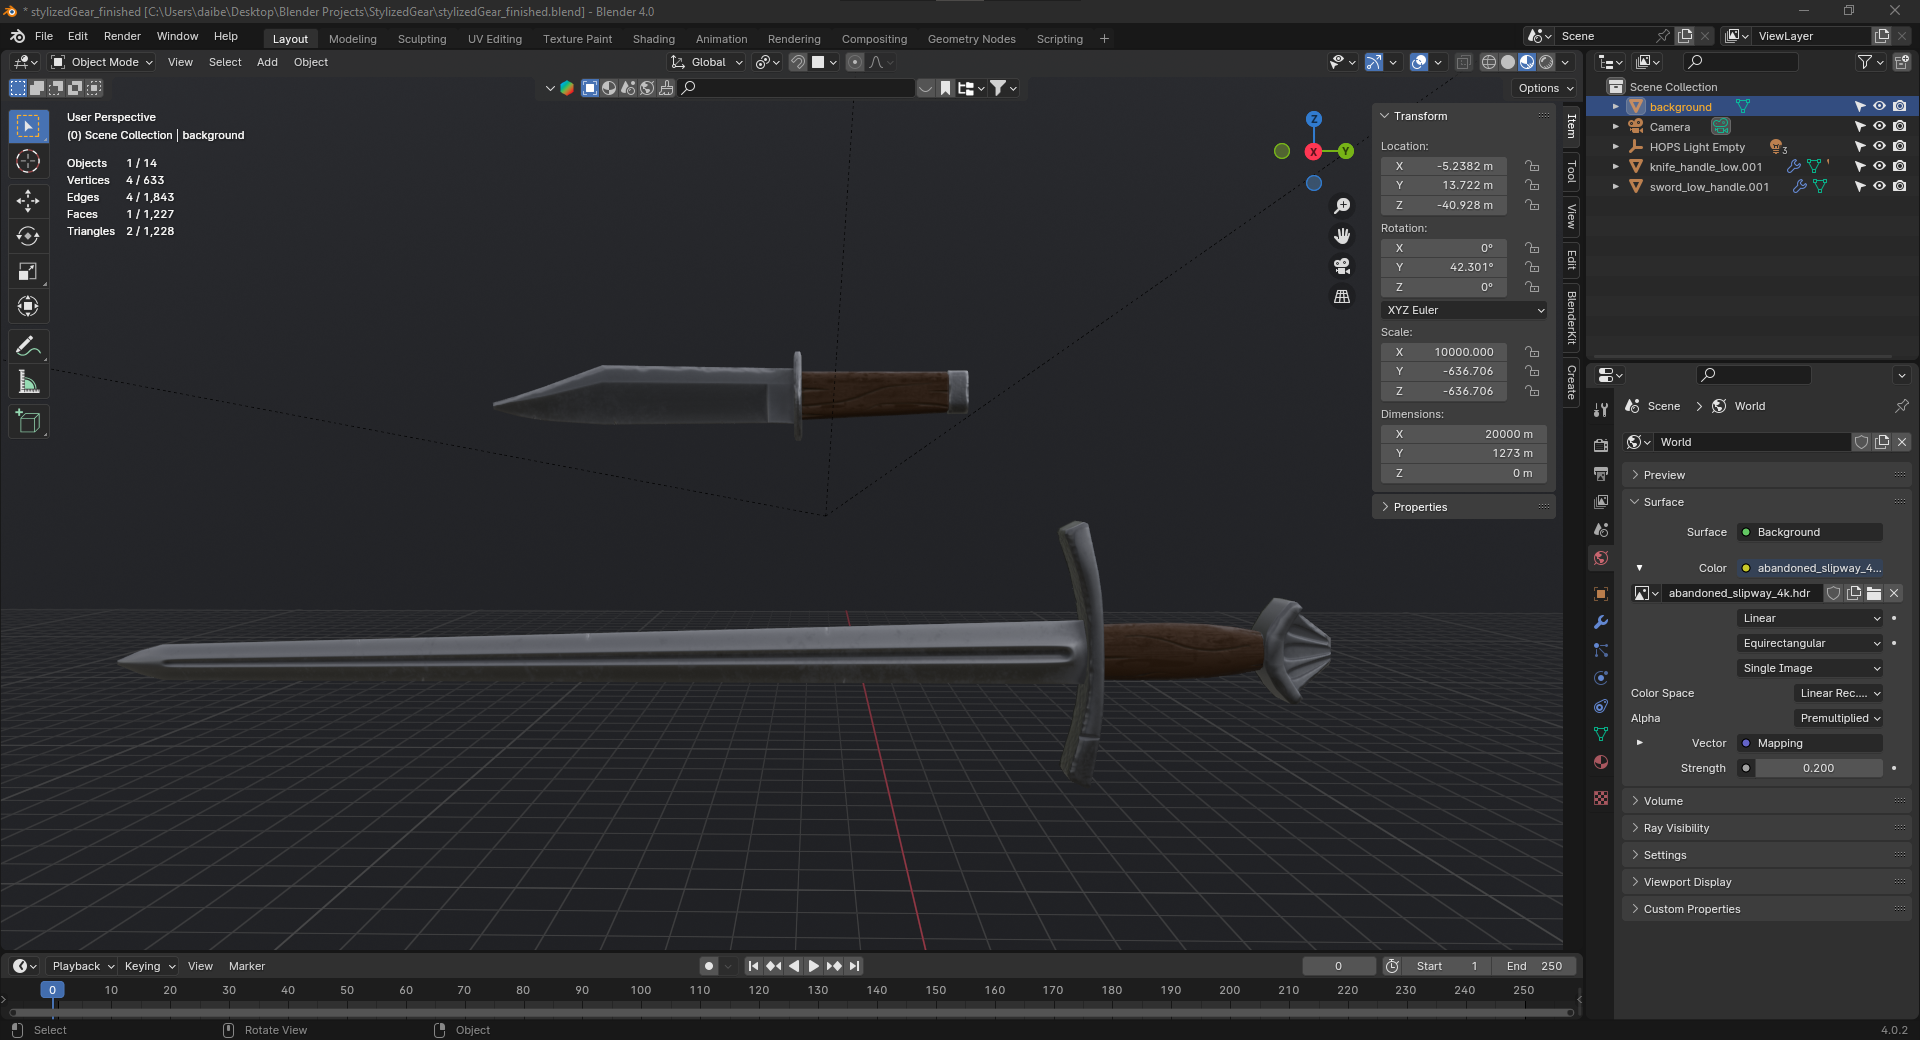 * stylizedGear_finished [C:\Users\daibe\Desktop\Blender Projects\StylizedGear\stylizedGear_finished.blend] - Blender 4.0
File Edit Render Window Help
Layout Modeling Sculpting UV Editing Texture Paint Shading Animation Rendering Compositing Geometry Nodes Scripting +
Scene
ViewLayer
Object Mode View Select Add Object
Global
Options
User Perspective
(0) Scene Collection | background
Objects 1 / 14
Vertices 4 / 633
Edges 4 / 1,843
Faces 1 / 1,227
Triangles 2 / 1,228
Z
X
Y
Transform
Location:
X -5.2382 m
Y 13.722 m
Z -40.928 m
Rotation:
X 0°
Y 42.301°
Z 0°
XYZ Euler
Scale:
X 10000.000
Y -636.706
Z -636.706
Dimensions:
X 20000 m
Y 1273 m
Z 0 m
Properties
Item
Tool
View
Edit
BlenderKit
Create
Scene Collection
background
Camera
HOPS Light Empty 3
knife_handle_low.001
sword_low_handle.001
Scene > World
World
Preview
Surface
Surface Background
Color abandoned_slipway_4...
abandoned_slipway_4k.hdr
Linear
Equirectangular
Single Image
Color Space Linear Rec....
Alpha Premultiplied
Vector Mapping
Strength 0.200
Volume
Ray Visibility
Settings
Viewport Display
Custom Properties
Playback Keying View Marker
0 Start 1 End 250
0 10 20 30 40 50 60 70 80 90 100 110 120 130 140 150 160 170 180 190 200 210 220 230 240 250
Select Rotate View Object
4.0.2